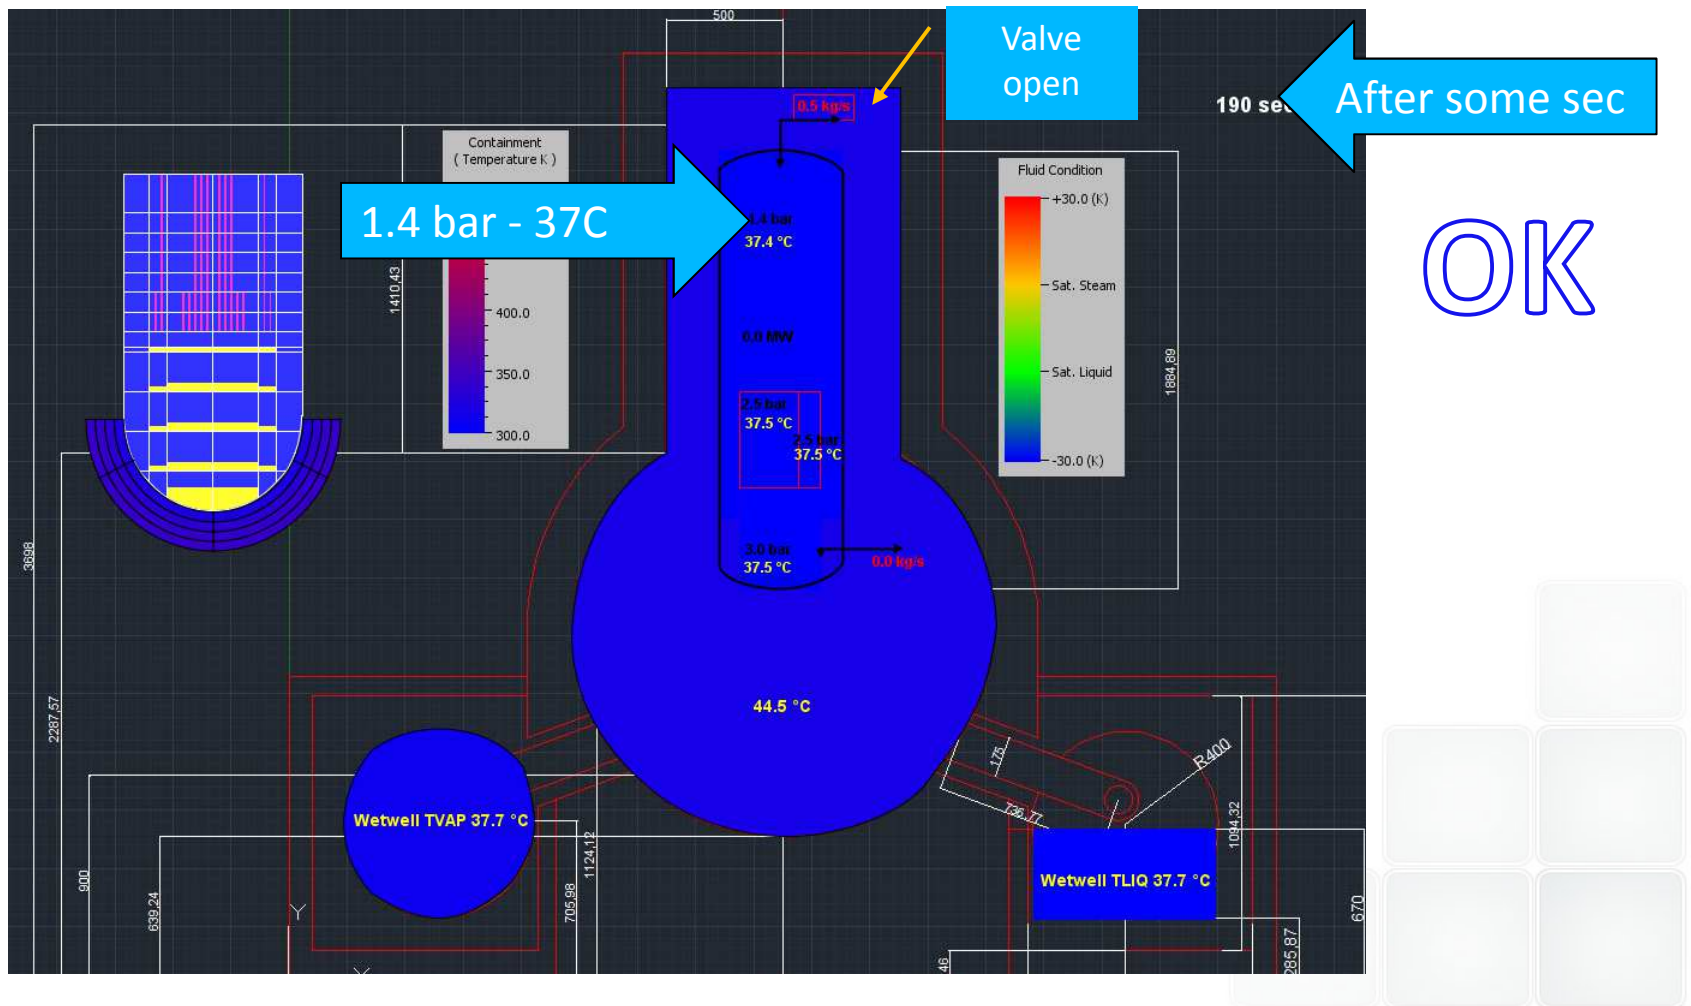 500
Valve
open
0.5 kg/s
After some sec
Containment
( Temperature K )
Fluid Condition
+30.0 (K)
1.4 bar - 37C
37.4 °C
OK
1410,43
400.0
Sat. Steam
0.0 MW
350.0
Sat. Liquid
1884,89
2.5 bar
37.5 °C
300.0
2.5 bar
37.5 °C
-30.0 (K)
3698
3.0 bar
37.5 °C
0.0 kg/s
2287,57
44.5 °C
175
R400
736,77
Wetwell TVAP 37.7 °C
1094,32
1124,12
Wetwell TLIQ 37.7 °C
900
639,24
705,98
670
Y
285,87
46
190